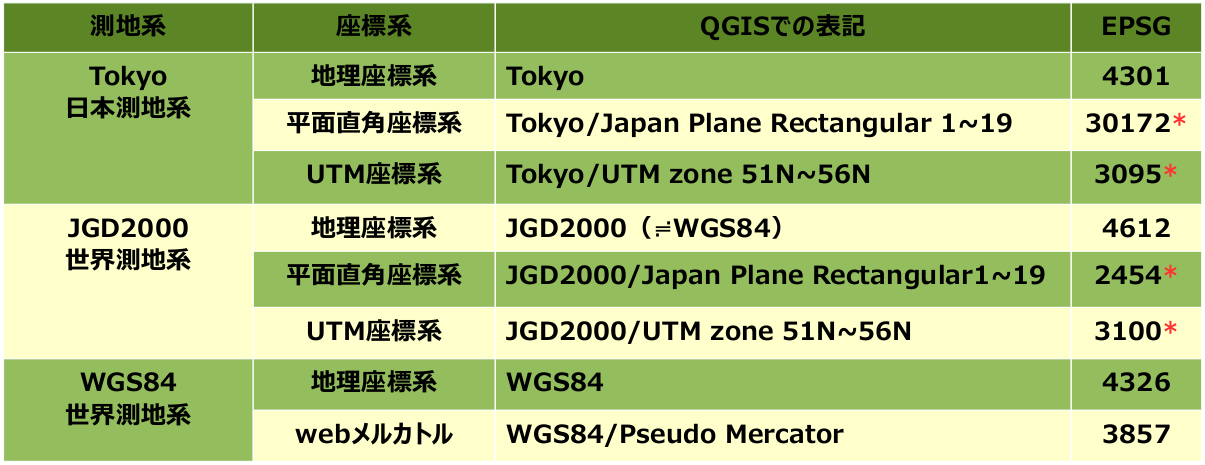 測地系 座標系 QGISでの表記 EPSG
Tokyo
日本測地系
地理座標系 Tokyo 4301
平面直角座標系 Tokyo/Japan Plane Rectangular 1~19 30172*
UTM座標系 Tokyo/UTM zone 51N~56N 3095*
JGD2000
世界測地系
地理座標系 JGD2000（≒WGS84） 4612
平面直角座標系 JGD2000/Japan Plane Rectangular1~19 2454*
UTM座標系 JGD2000/UTM zone 51N~56N 3100*
WGS84
世界測地系
地理座標系 WGS84 4326
webメルカトル WGS84/Pseudo Mercator 3857